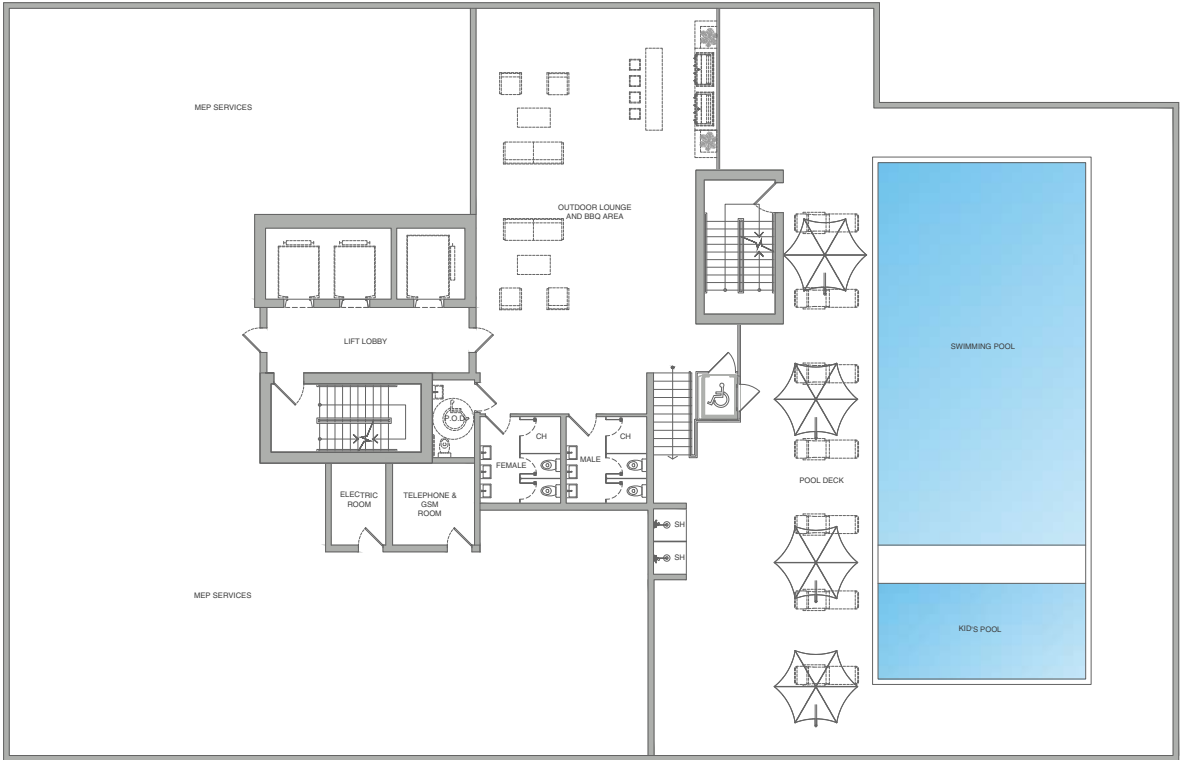 MEP SERVICES
OUTDOOR LOUNGE
AND BBQ AREA
LIFT LOBBY
SWIMMING POOL
P.O.D.
CH
CH
FEMALE
MALE
POOL DECK
ELECTRIC
ROOM
TELEPHONE &
GSM
ROOM
SH
SH
MEP SERVICES
KID'S POOL